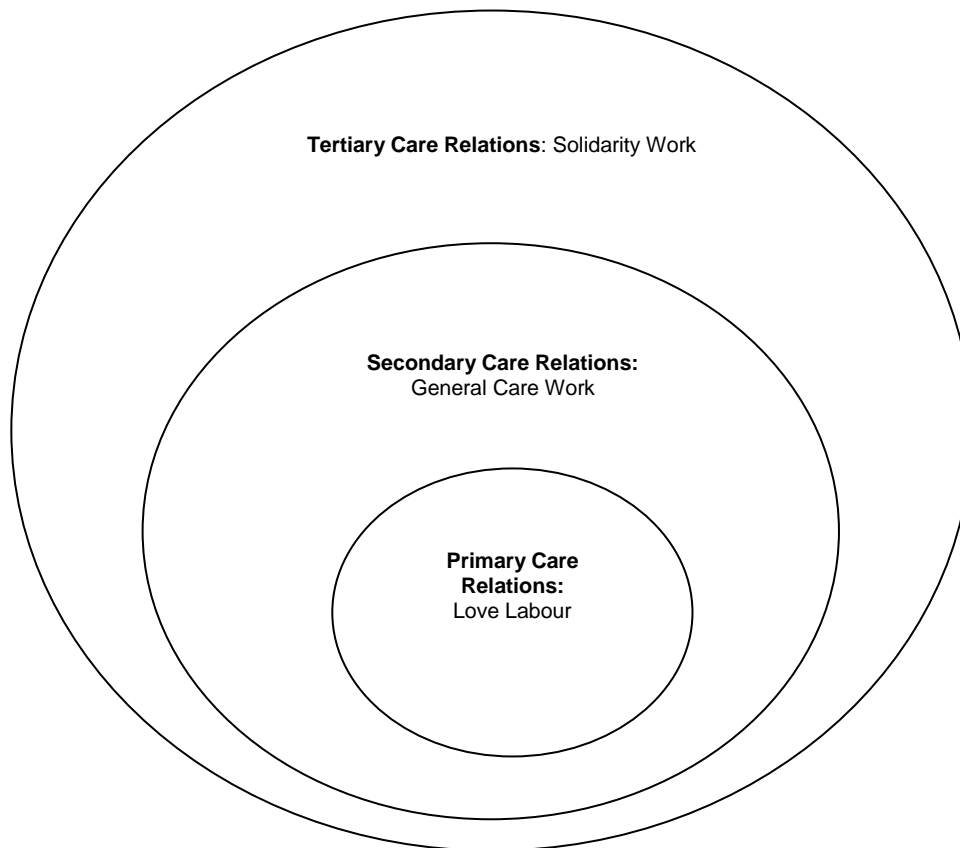 Tertiary Care Relations: Solidarity Work
Secondary Care Relations:
General Care Work
Primary Care
Relations:
Love Labour